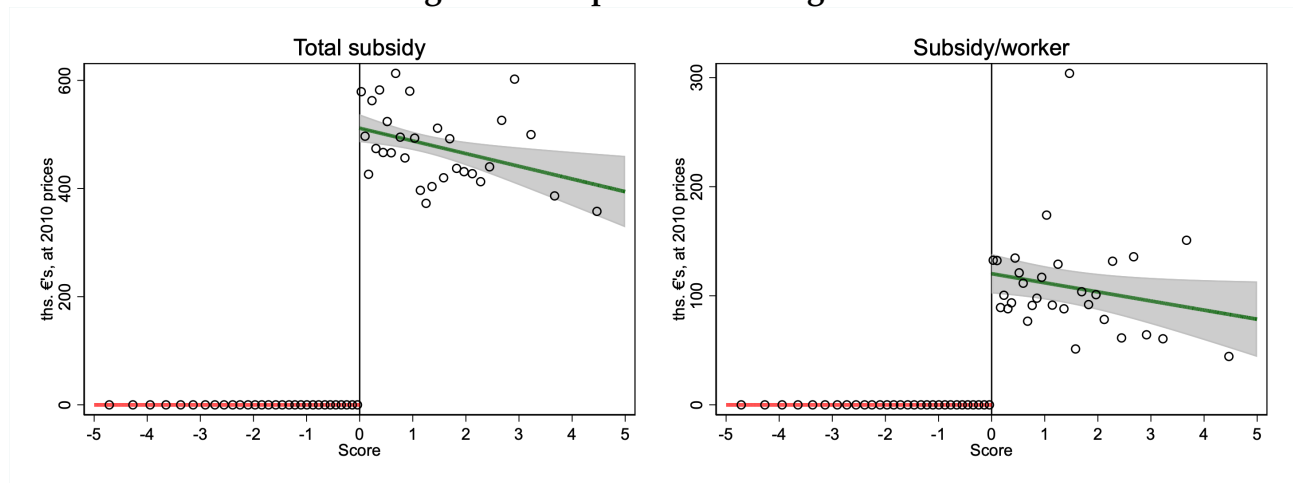 Total subsidy
ths. €'s, at 2010 prices
600
400
200
0
-5 -4 -3 -2 -1 0 1 2 3 4 5
Score
Subsidy/worker
ths. €'s, at 2010 prices
300
200
100
0
-5 -4 -3 -2 -1 0 1 2 3 4 5
Score